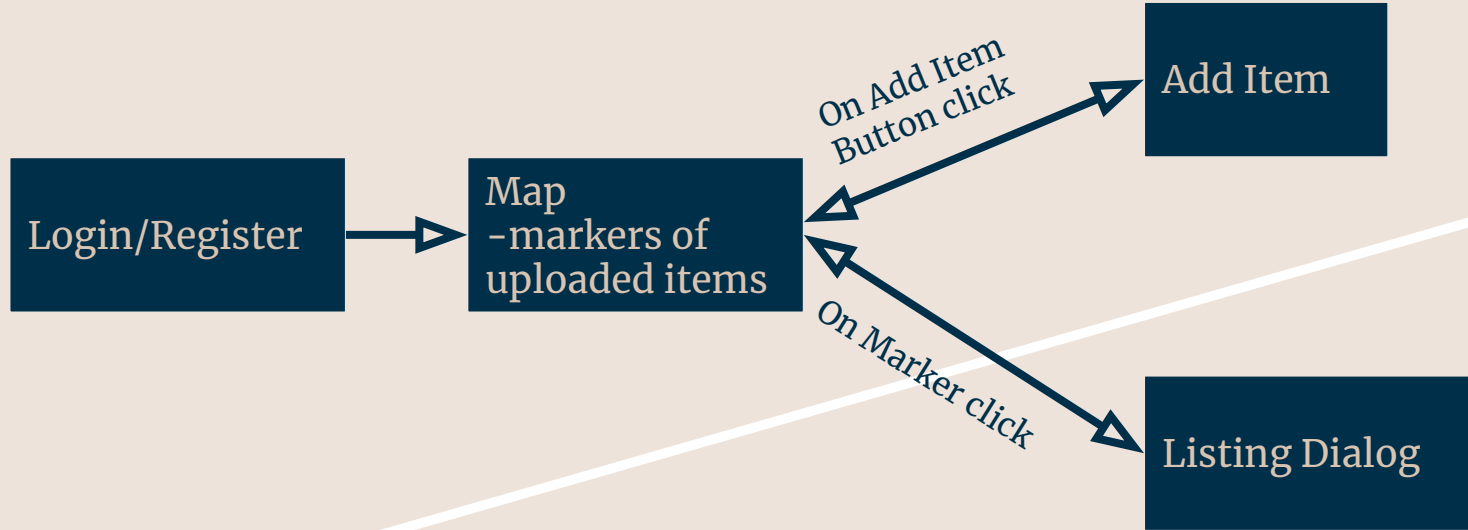 Login/Register
Map
-markers of
uploaded items
On Add Item
Button click
Add Item
On Marker click
Listing Dialog